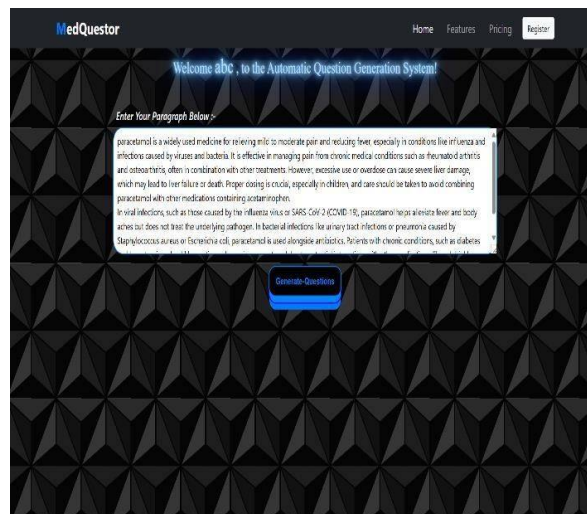 MedQuestor
Home Features Pricing Register
Welcome abc , to the Automatic Question Generation System!
Enter Your Paragraph Below :-
paracetamol is a widely used medicine for relieving mild to moderate pain and reducing fever, especially in conditions like influenza and
infections caused by viruses and bacteria. It is effective in managing pain from chronic medical conditions such as rheumatoid arthritis
and osteoarthritis, often in combination with other treatments. However, excessive use or overdose can cause severe liver damage,
which may lead to liver failure or death. Proper dosing is crucial, especially in children, and care should be taken to avoid combining
paracetamol with other medications containing acetaminophen.
In viral infections, such as those caused by the influenza virus or SARS-CoV-2 (COVID-19), paracetamol helps alleviate fever and body
aches but does not treat the underlying pathogen. In bacterial infections like urinary tract infections or pneumonia caused by
Staphylococcus aureus or Escherichia coli, paracetamol is used alongside antibiotics. Patients with chronic conditions, such as diabetes
Generate-Questions